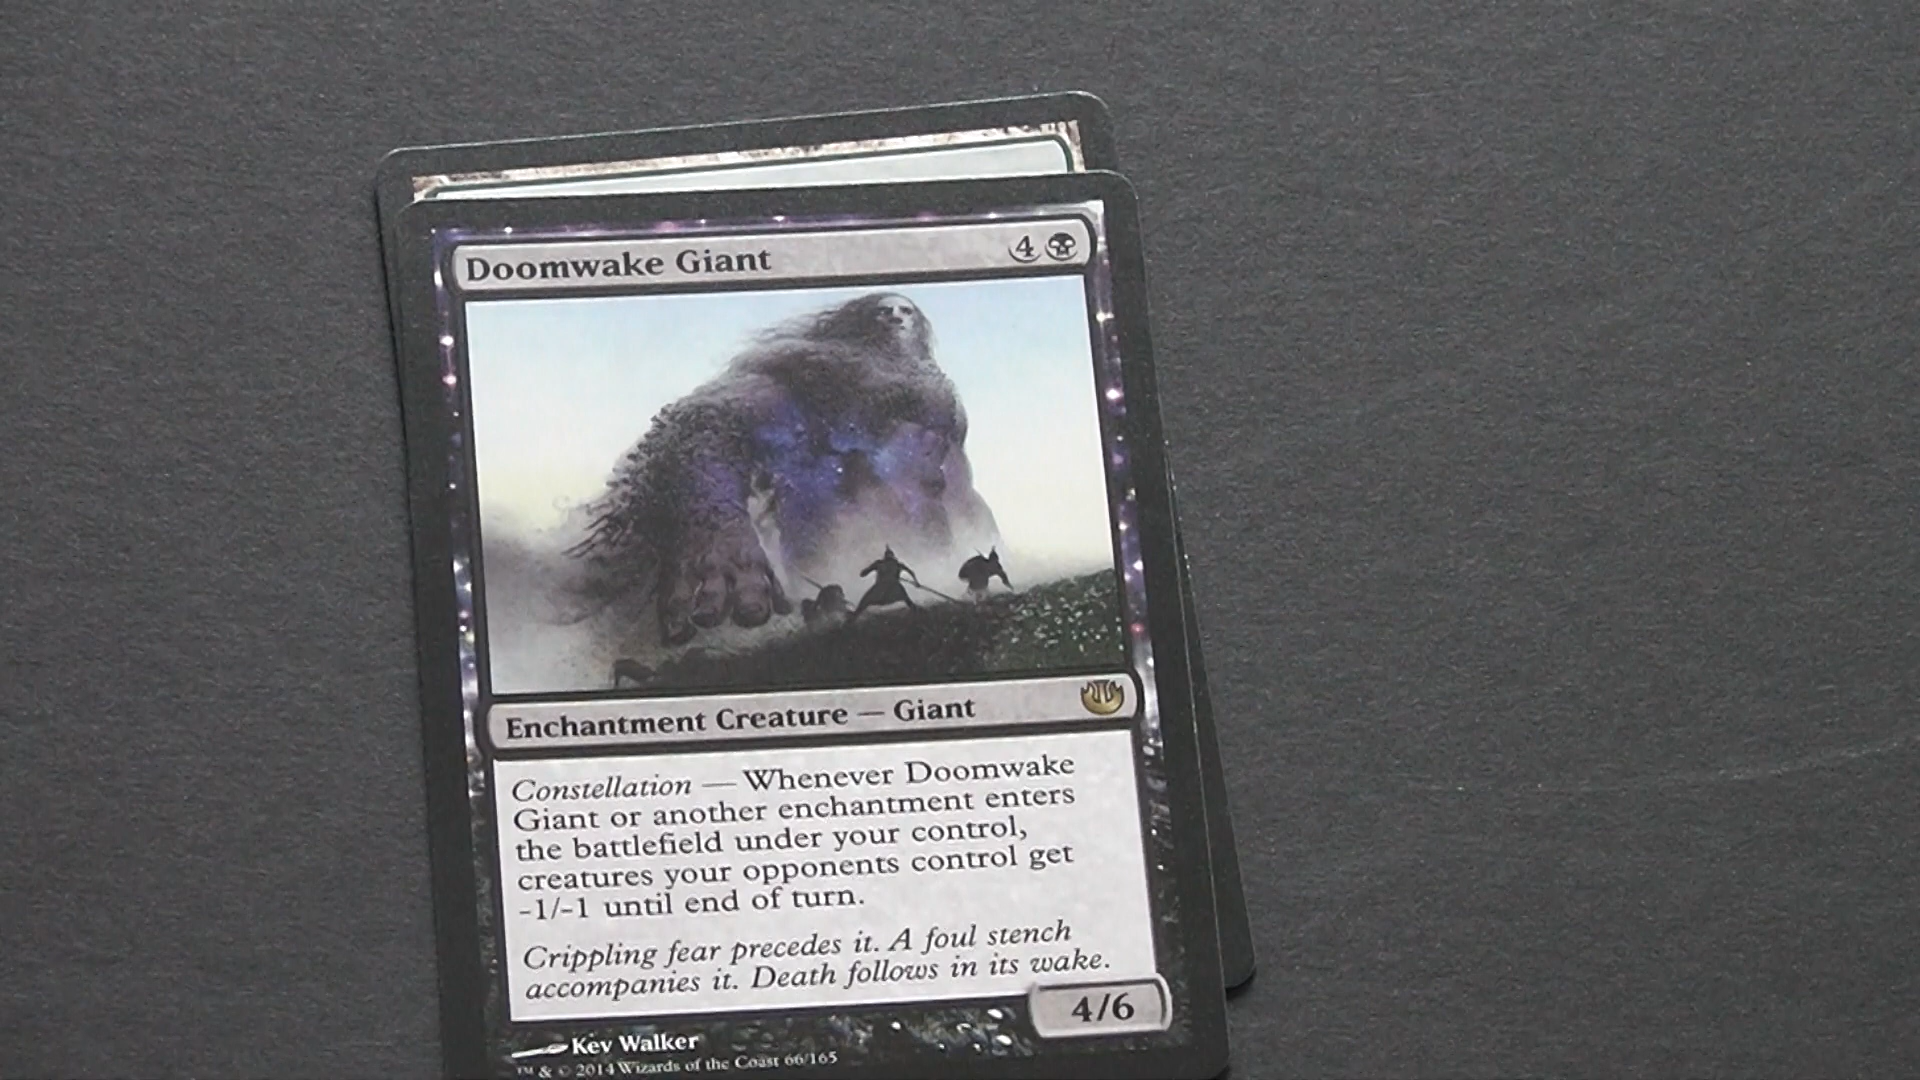 Doomwake Giant 4
Enchantment Creature — Giant
Constellation — Whenever Doomwake
Giant or another enchantment enters
the battlefield under your control,
creatures your opponents control get
-1/-1 until end of turn.
Crippling fear precedes it. A foul stench
accompanies it. Death follows in its wake.
4/6
Kev Walker
™ & © 2014 Wizards of the Coast 66/165